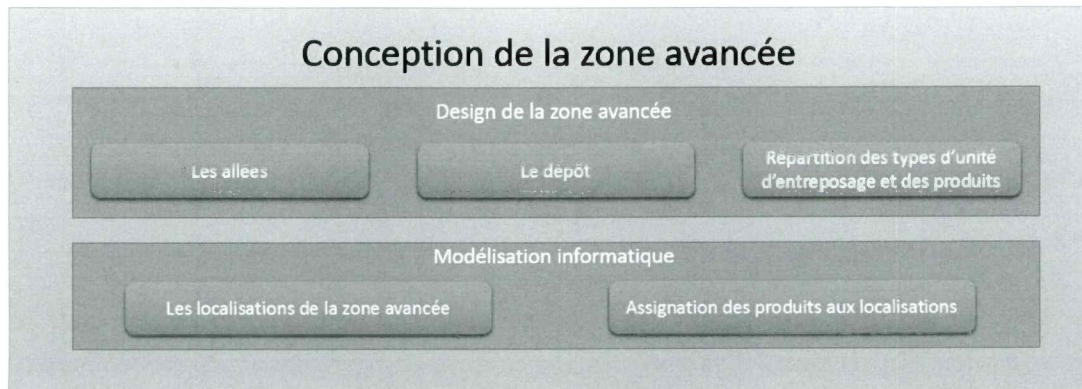 Conception de la zone avancée
Design de la zone avancée
Les allées
Le dépôt
Répartition des types d'unité
d'entreposage et des produits
Modélisation informatique
Les localisations de la zone avancée
Assignation des produits aux localisations